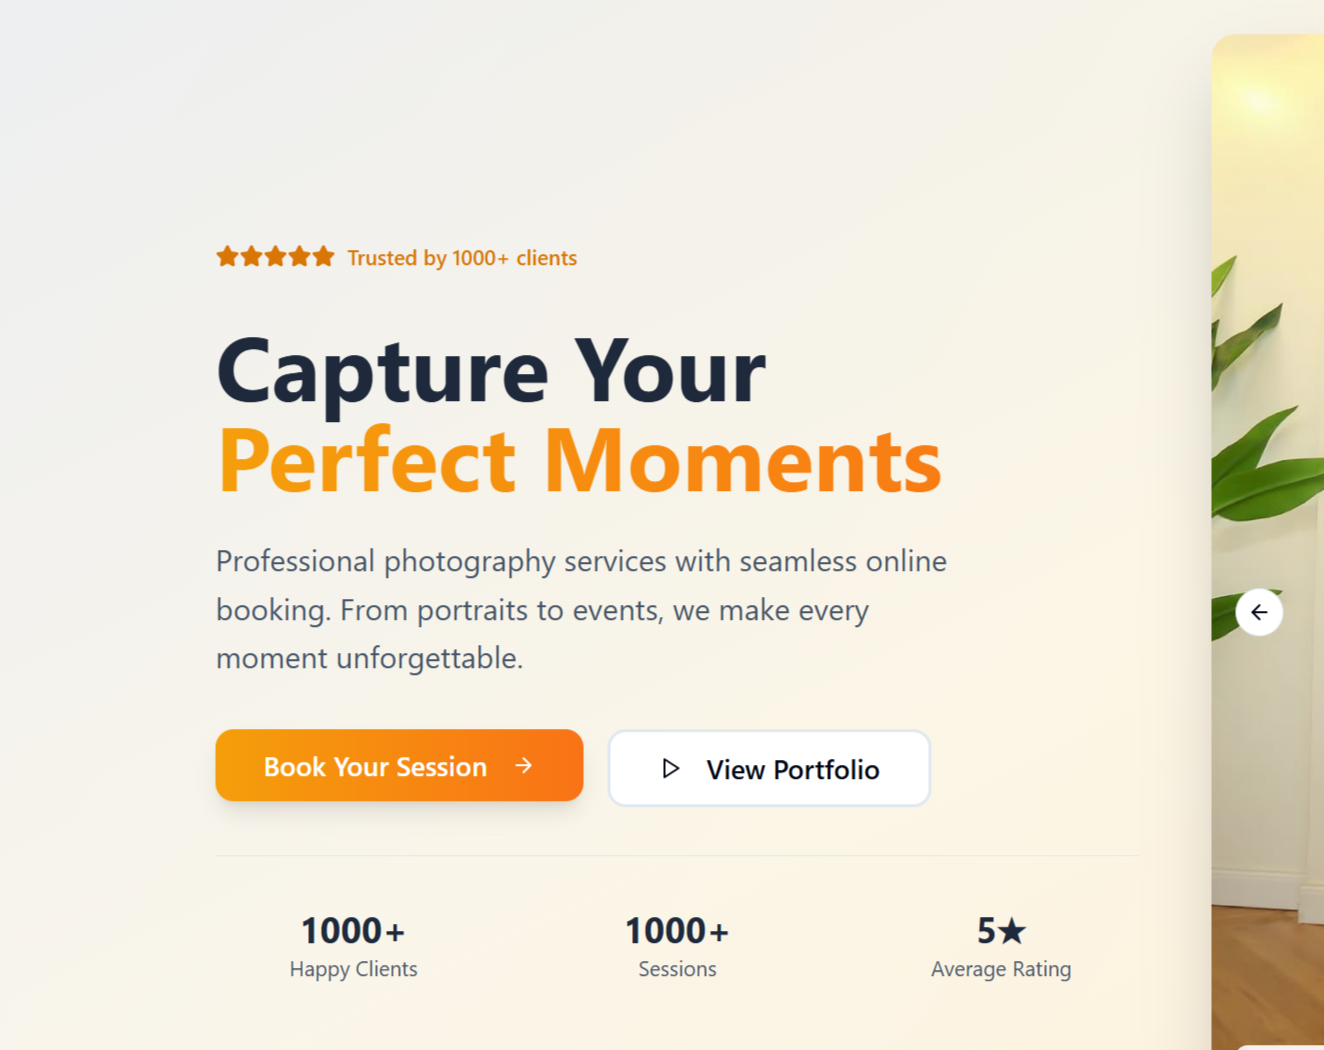 Trusted by 1000+ clients
Capture Your
Perfect Moments
Professional photography services with seamless online
booking. From portraits to events, we make every
moment unforgettable.
Book Your Session
View Portfolio
1000+
1000+
5★
Happy Clients
Sessions
Average Rating